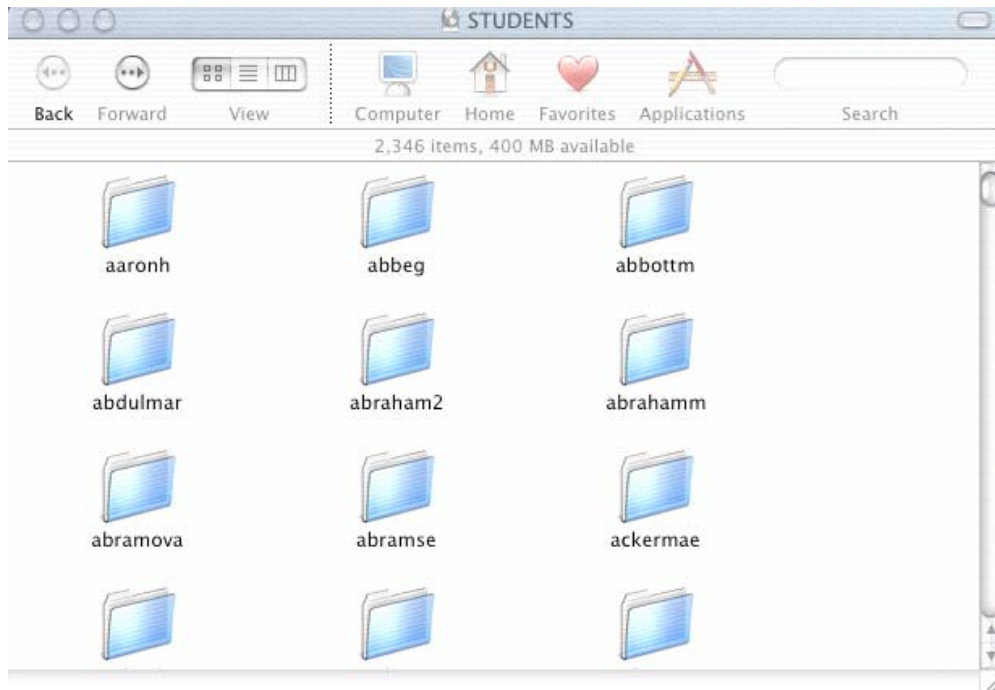 STUDENTS
Back Forward View Computer Home Favorites Applications Search
2,346 items, 400 MB available
aaronh abbeg abbottm
abdulmar abraham2 abrahamm
abramova abramse ackermae